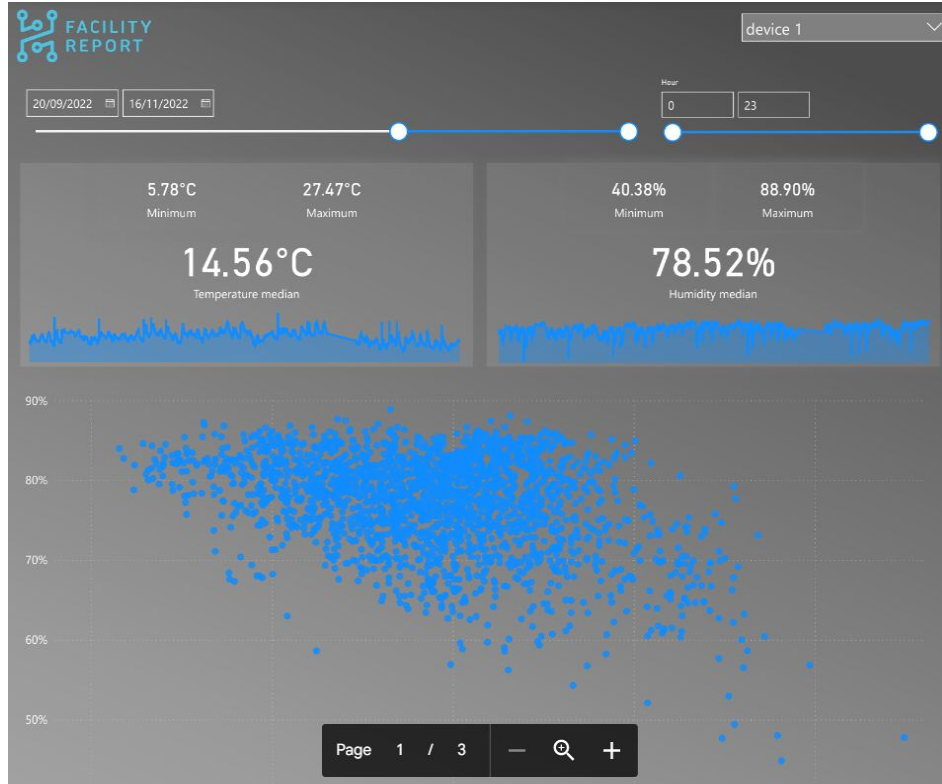 FACILITY
REPORT
device 1
Hour
20/09/2022 16/11/2022
0 23
5.78°C 27.47°C
Minimum Maximum
14.56°C
Temperature median
40.38% 88.90%
Minimum Maximum
78.52%
Humidity median
90%
80%
70%
60%
50%
Page 1 / 3